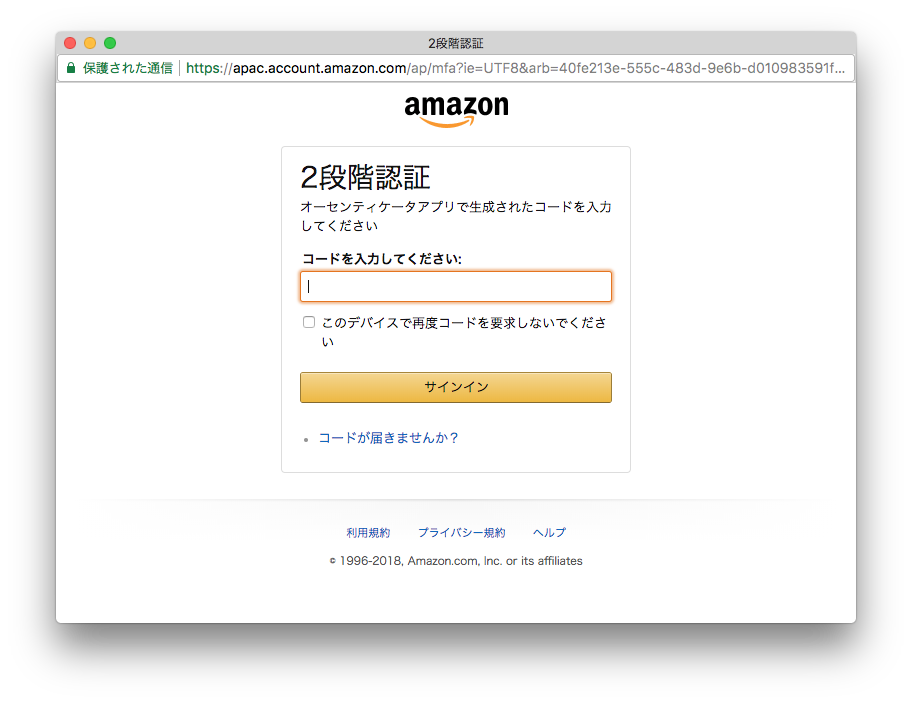 2段階認証
保護された通信 https://apac.account.amazon.com/ap/mfa?ie=UTF8&arb=40fe213e-555c-483d-9e6b-d010983591f...
amazon
2段階認証
オーセンティケータアプリで生成されたコードを入力
してください
コードを入力してください:
このデバイスで再度コードを要求しないでくださ
い
サインイン
コードが届きませんか？
利用規約 プライバシー規約 ヘルプ
© 1996-2018, Amazon.com, Inc. or its affiliates